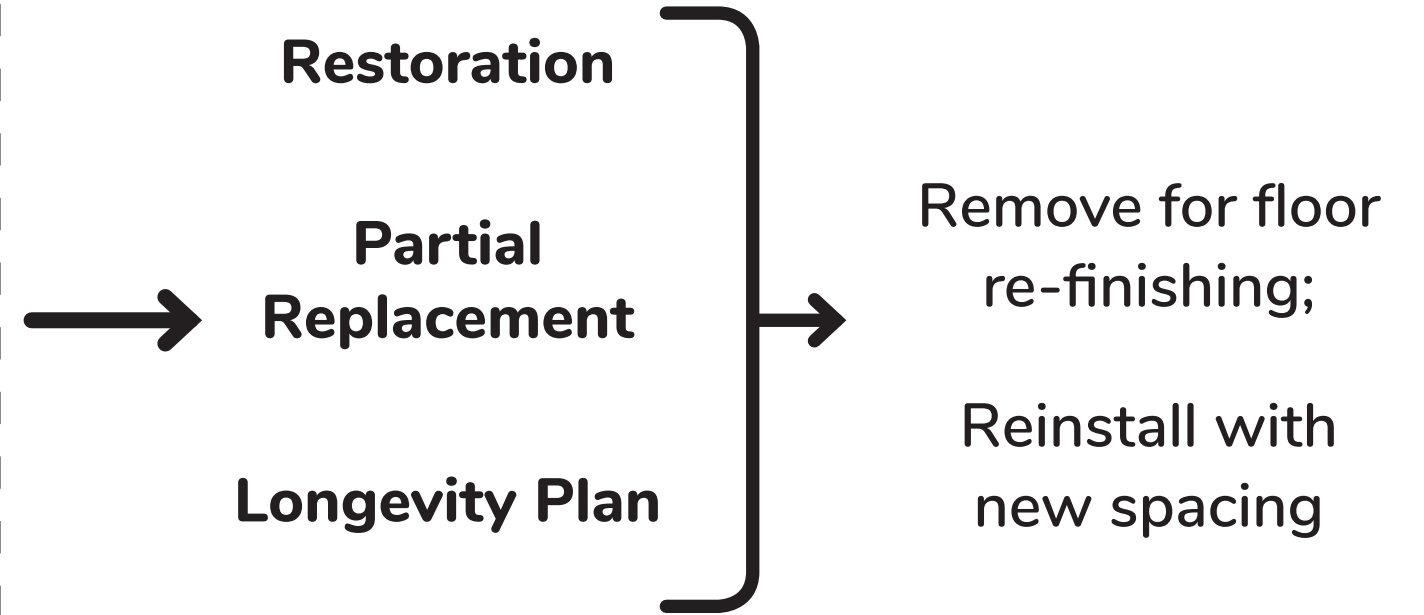 Restoration
Partial
Replacement
Longevity Plan
Remove for floor
re-finishing;
Reinstall with
new spacing